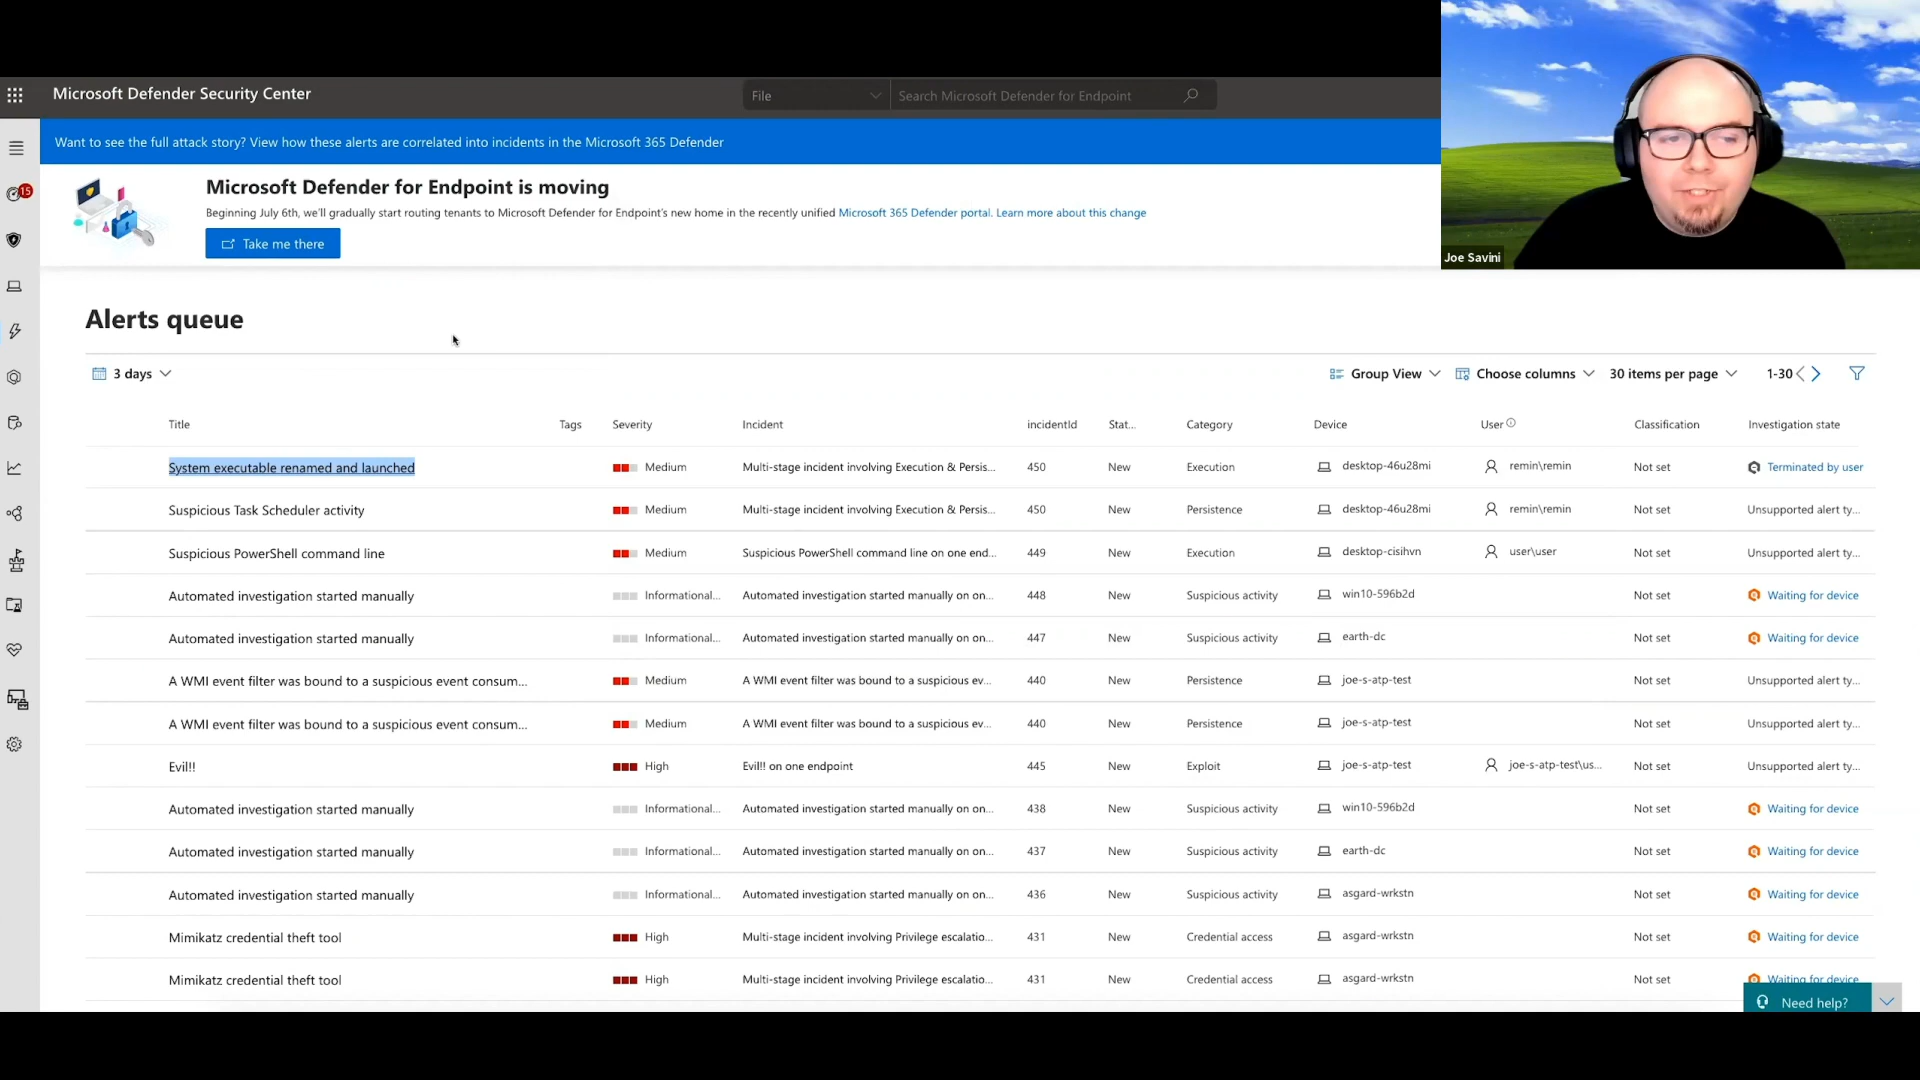 Microsoft Defender Security Center
File
Search Microsoft Defender for Endpoint
Want to see the full attack story? View how these alerts are correlated into incidents in the Microsoft 365 Defender
15
Microsoft Defender for Endpoint is moving
Beginning July 6th, we'll gradually start routing tenants to Microsoft Defender for Endpoint's new home in the recently unified Microsoft 365 Defender portal. Learn more about this change
Take me there
Joe Savini
Alerts queue
3 days
Group View
Choose columns
30 items per page
1-30
Title Tags Severity Incident incidentId Stat... Category Device User Classification Investigation state
System executable renamed and launched Medium Multi-stage incident involving Execution & Persis... 450 New Execution desktop-46u28mi remin\remin Not set Terminated by user
Suspicious Task Scheduler activity Medium Multi-stage incident involving Execution & Persis... 450 New Persistence desktop-46u28mi remin\remin Not set Unsupported alert ty...
Suspicious PowerShell command line Medium Suspicious PowerShell command line on one end... 449 New Execution desktop-cisihvn user\user Not set Unsupported alert ty...
Automated investigation started manually Informational... Automated investigation started manually on on... 448 New Suspicious activity win10-596b2d Not set Waiting for device
Automated investigation started manually Informational... Automated investigation started manually on on... 447 New Suspicious activity earth-dc Not set Waiting for device
A WMI event filter was bound to a suspicious event consum... Medium A WMI event filter was bound to a suspicious ev... 440 New Persistence joe-s-atp-test Not set Unsupported alert ty...
A WMI event filter was bound to a suspicious event consum... Medium A WMI event filter was bound to a suspicious ev... 440 New Persistence joe-s-atp-test Not set Unsupported alert ty...
Evil!! High Evil!! on one endpoint 445 New Exploit joe-s-atp-test joe-s-atp-test\us... Not set Unsupported alert ty...
Automated investigation started manually Informational... Automated investigation started manually on on... 438 New Suspicious activity win10-596b2d Not set Waiting for device
Automated investigation started manually Informational... Automated investigation started manually on on... 437 New Suspicious activity earth-dc Not set Waiting for device
Automated investigation started manually Informational... Automated investigation started manually on on... 436 New Suspicious activity asgard-wrkstn Not set Waiting for device
Mimikatz credential theft tool High Multi-stage incident involving Privilege escalatio... 431 New Credential access asgard-wrkstn Not set Waiting for device
Mimikatz credential theft tool High Multi-stage incident involving Privilege escalatio... 431 New Credential access asgard-wrkstn Not set Waiting for device
Need help?